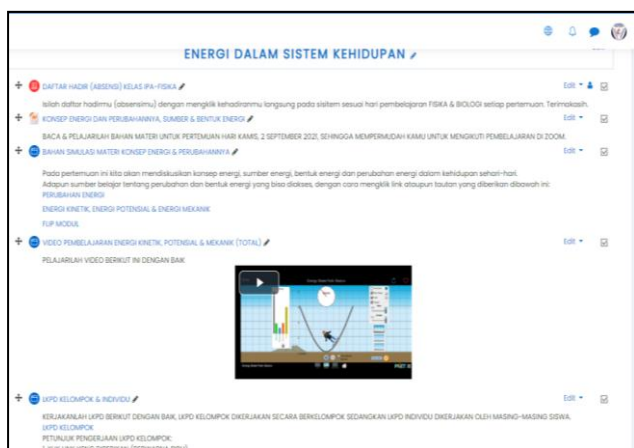 ENERGI DALAM SISTEM KEHIDUPAN
DAFTAR HADIR (ABSENSI) KELAS IPA-FISIKA
Edit
Isilah daftar hadirmu (absensimu) dengan mengklik kehadiranmu langsung pada sistem sesuai hari pembelajaran FISIKA & BIOLOGI setiap pertemuan. Terimakasih.
KONSEP ENERGI DAN PERUBAHANNYA, SUMBER & BENTUK ENERGI
Edit
BACA & PELAJARILAH BAHAN MATERI UNTUK PERTEMUAN HARI KAMIS, 2 SEPTEMBER 2021, SEHINGGA MEMPERMUDAH KAMU UNTUK MENGIKUTI PEMBELAJARAN DI ZOOM.
BAHAN SIMULASI MATERI KONSEP ENERGI & PERUBAHANNYA
Edit
Pada pertemuan ini kita akan mendiskusikan konsep energi, sumber energi, bentuk energi dan perubahan energi dalam kehidupan sehari-hari.
Adapun sumber belajar tentang perubahan dan bentuk energi yang bisa diakses, dengan cara mengklik link ataupun tautan yang diberikan dibawah ini:
PERUBAHAN ENERGI
ENERGI KINETIK, ENERGI POTENSIAL & ENERGI MEKANIK
FLIP MODUL
VIDEO PEMBELAJARAN ENERGI KINETIK, POTENSIAL & MEKANIK (TOTAL)
Edit
PELAJARILAH VIDEO BERIKUT INI DENGAN BAIK
LKPD KELOMPOK & INDIVIDU
Edit
KERJAKANLAH LKPD BERIKUT DENGAN BAIK, LKPD KELOMPOK DIKERJAKAN SECARA BERKELOMPOK SEDANGKAN LKPD INDIVIDU DIKERJAKAN OLEH MASING-MASING SISWA.
LKPD KELOMPOK
PETUNJUK PENGERJAAN LKPD KELOMPOK: